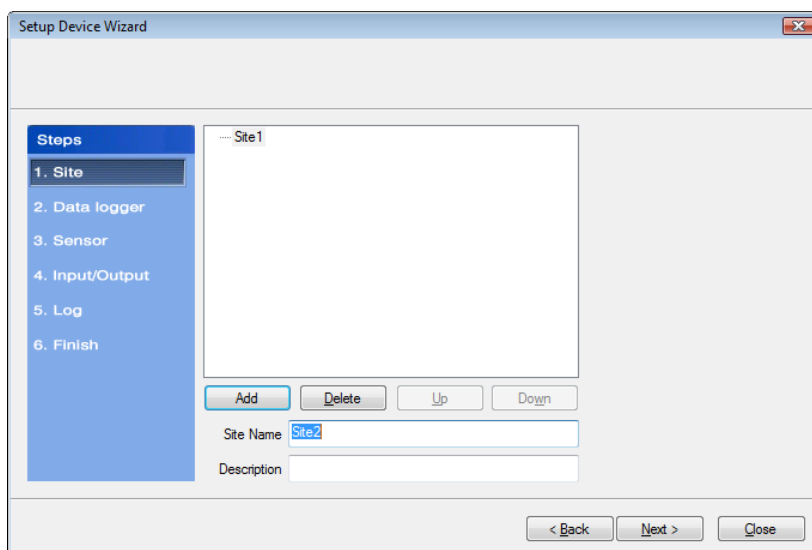 Setup Device Wizard
Steps
1. Site
2. Data logger
3. Sensor
4. Input/Output
5. Log
6. Finish
Site1
Add Delete Up Down
Site Name Site2
Description
< Back Next > Close